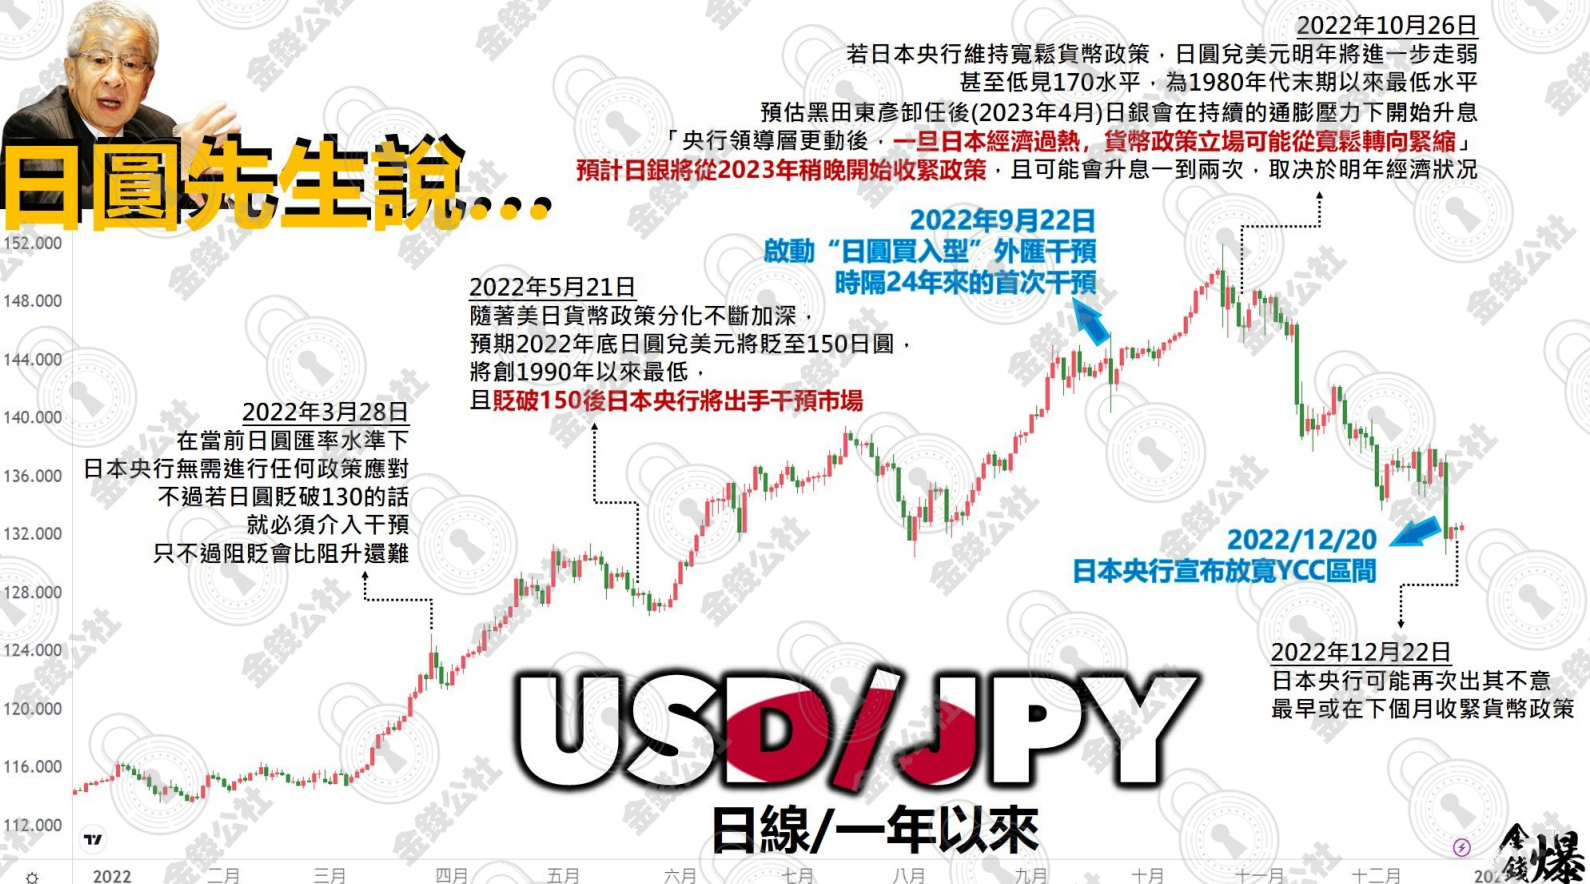 日圓先生說...
2022年10月26日
若日本央行維持寬鬆貨幣政策，日圓兌美元明年將進一步走弱
甚至低見170水平，為1980年代末期以來最低水平
預估黑田東彥卸任後(2023年4月)日銀會在持續的通膨壓力下開始升息
「央行領導層更動後，一旦日本經濟過熱，貨幣政策立場可能從寬鬆轉向緊縮」
預計日銀將從2023年稍晚開始收緊政策，且可能會升息一到兩次，取決於明年經濟狀況
2022年9月22日
啟動“日圓買入型”外匯干預
時隔24年來的首次干預
2022年5月21日
隨著美日貨幣政策分化不斷加深，
預期2022年底日圓兌美元將貶至150日圓，
將創1990年以來最低，
且貶破150後日本央行將出手干預市場
2022年3月28日
在當前日圓匯率水準下
日本央行無需進行任何政策應對
不過若日圓貶破130的話
就必須介入干預
只不過阻貶會比阻升還難
2022/12/20
日本央行宣布放寬YCC區間
2022年12月22日
日本央行可能再次出其不意
最早或在下個月收緊貨幣政策
USD/JPY
日線/一年以來
152.000
148.000
144.000
140.000
136.000
132.000
128.000
124.000
120.000
116.000
112.000
2022
二月
三月
四月
五月
六月
七月
八月
九月
十月
十一月
十二月
金錢爆
金錢公社